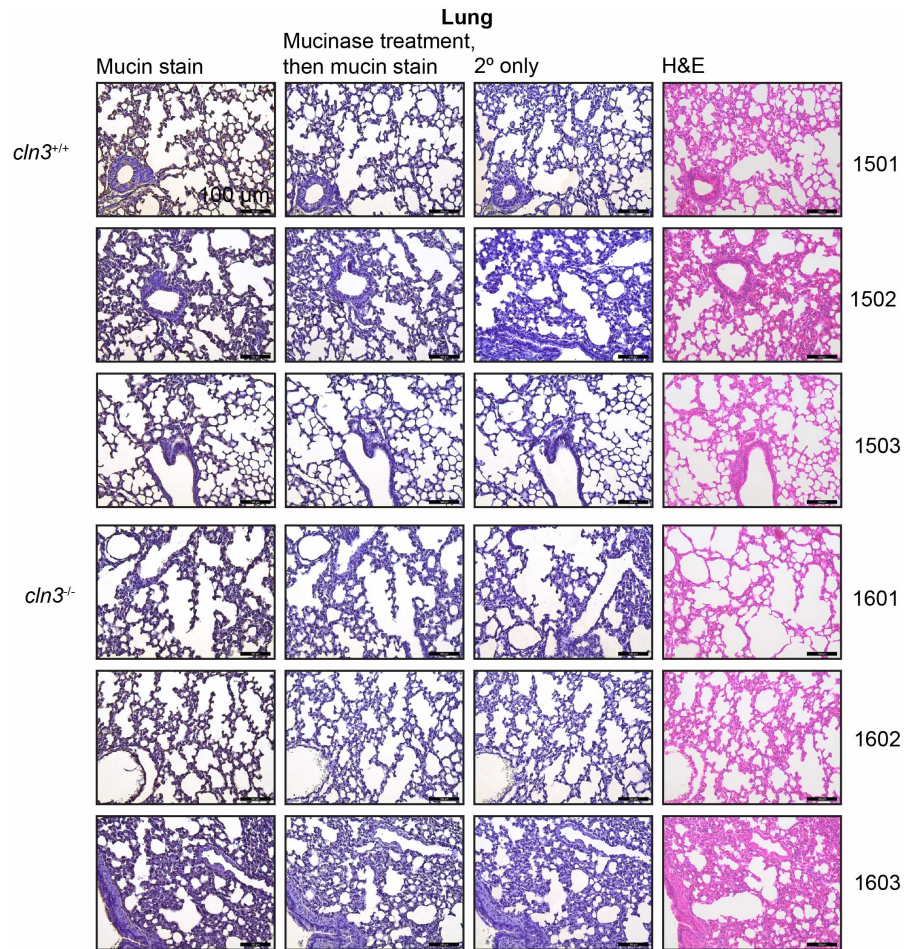 Lung
Mucin stain
Mucinase treatment,
then mucin stain
2º only
H&E
cln3+/+
100 um
1501
1502
1503
cln3-/-
1601
1602
1603